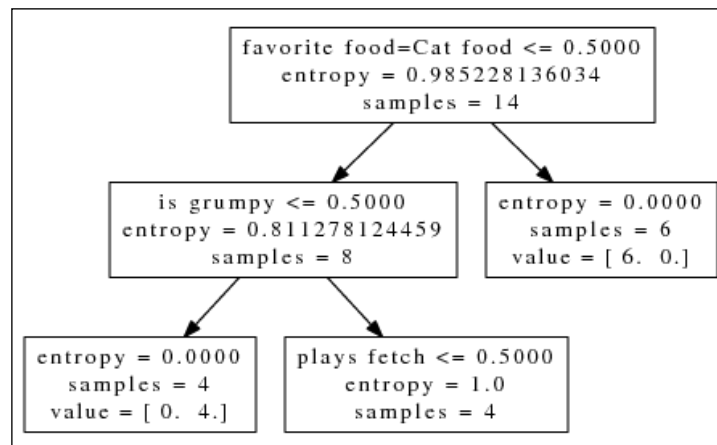 favorite food=Cat food <= 0.5000
entropy = 0.985228136034
samples = 14
is grumpy <= 0.5000
entropy = 0.811278124459
samples = 8
entropy = 0.0000
samples = 6
value = [ 6. 0.]
entropy = 0.0000
samples = 4
value = [ 0. 4.]
plays fetch <= 0.5000
entropy = 1.0
samples = 4